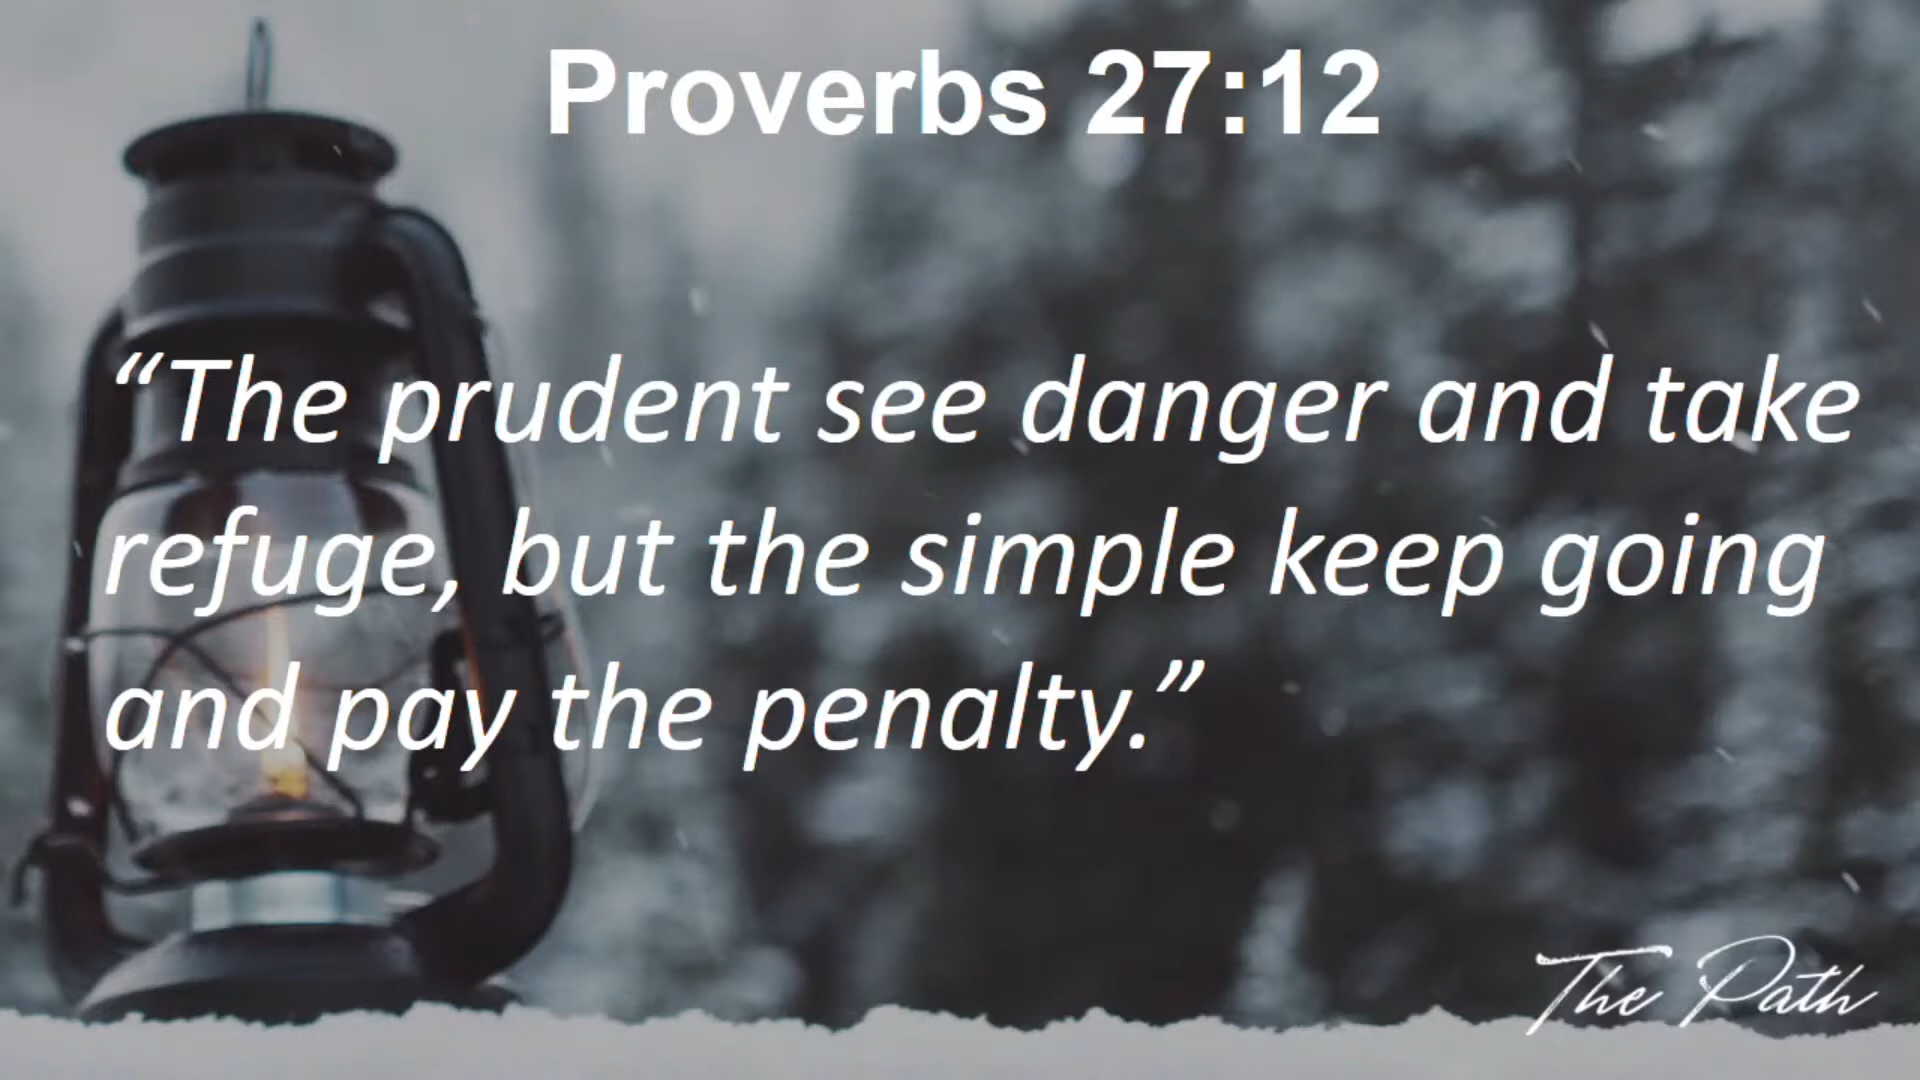 Proverbs 27:12
“The prudent see danger and take
refuge, but the simple keep going
and pay the penalty.”
The Path